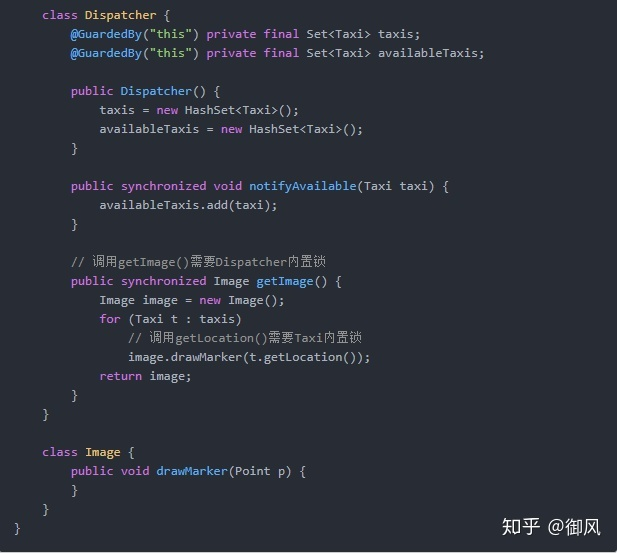 class Dispatcher {
@GuardedBy("this") private final Set<Taxi> taxis;
@GuardedBy("this") private final Set<Taxi> availableTaxis;
public Dispatcher() {
taxis = new HashSet<Taxi>();
availableTaxis = new HashSet<Taxi>();
}
public synchronized void notifyAvailable(Taxi taxi) {
availableTaxis.add(taxi);
}
// 调用getImage()需要Dispatcher内置锁
public synchronized Image getImage() {
Image image = new Image();
for (Taxi t : taxis)
// 调用getLocation()需要Taxi内置锁
image.drawMarker(t.getLocation());
return image;
}
}
class Image {
public void drawMarker(Point p) {
}
}
}
知乎 @御风